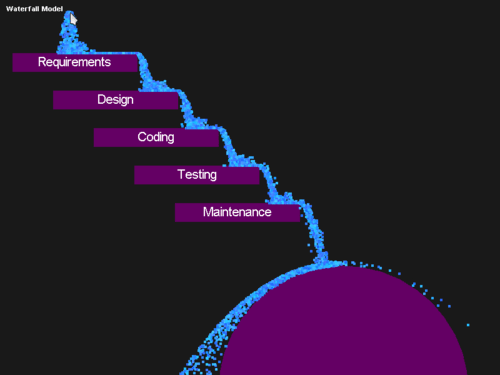 Waterfall Model
Requirements
Design
Coding
Testing
Maintenance